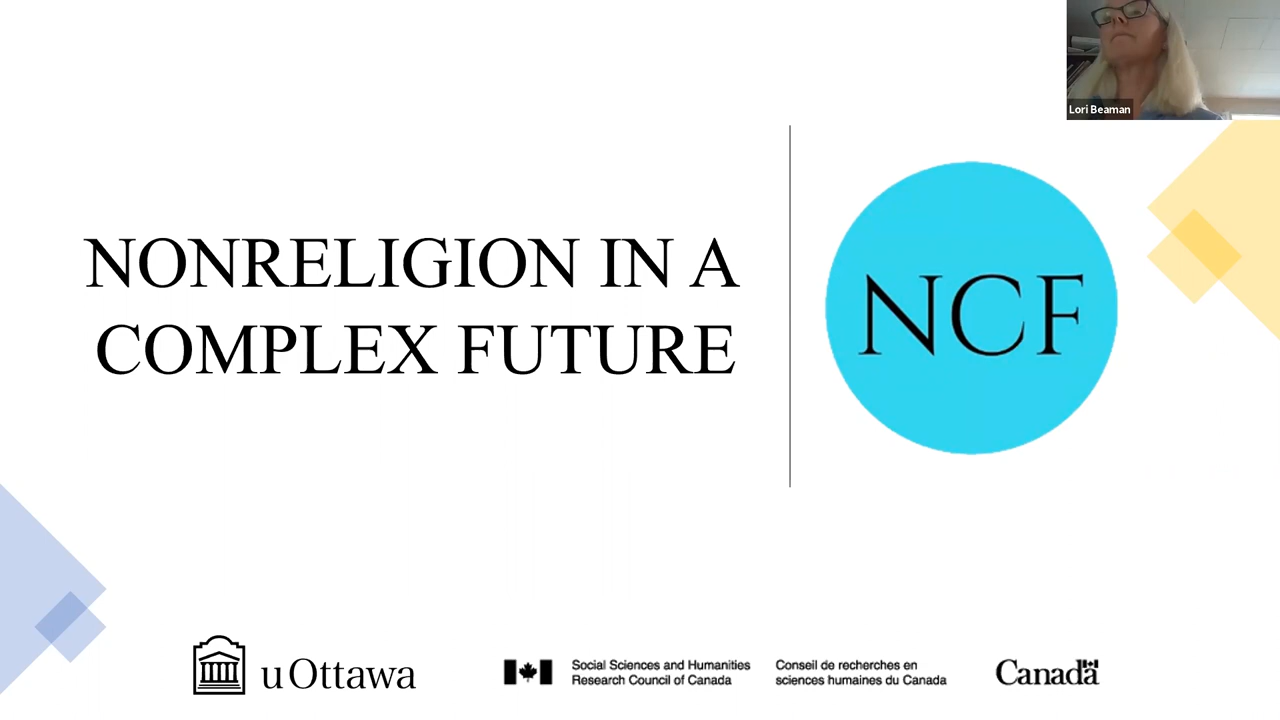 Lori Beaman
NONRELIGION IN A
COMPLEX FUTURE
NCF
uOttawa
Social Sciences and Humanities
Research Council of Canada
Conseil de recherches en
sciences humaines du Canada
Canada